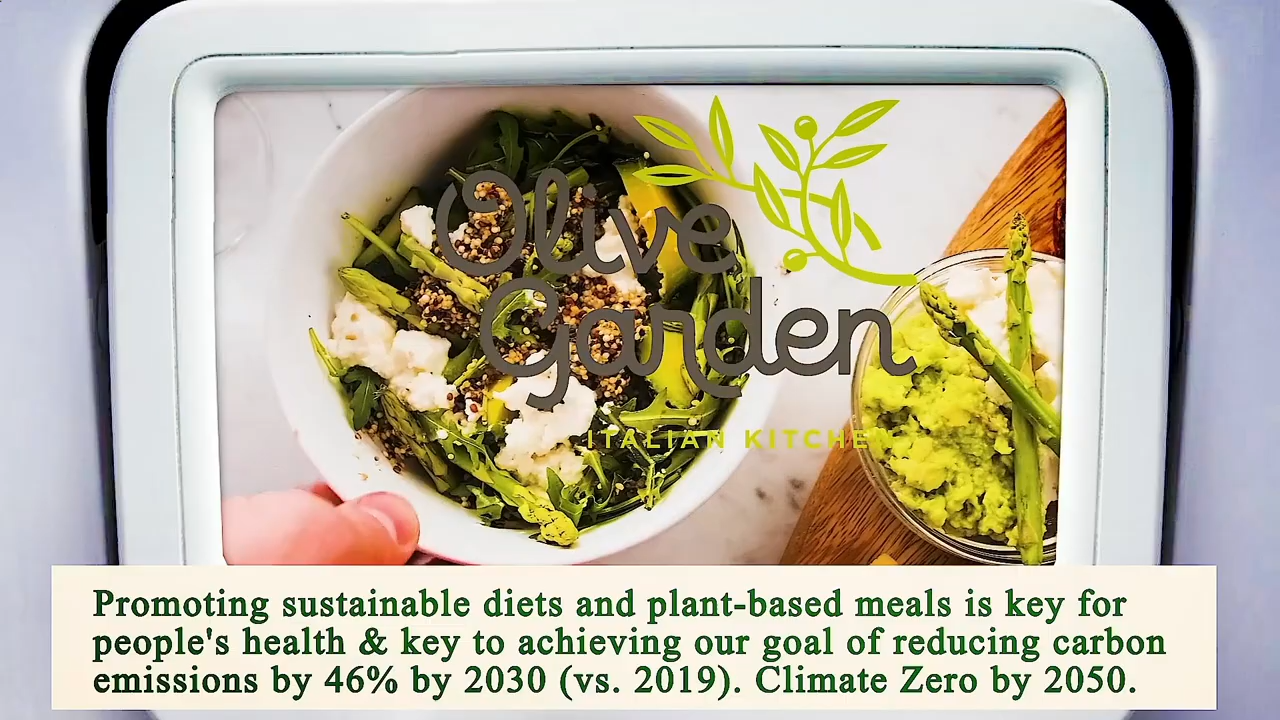 Olive
Garden
ITALIAN KITCHEN
Promoting sustainable diets and plant-based meals is key for
people's health & key to achieving our goal of reducing carbon
emissions by 46% by 2030 (vs. 2019). Climate Zero by 2050.